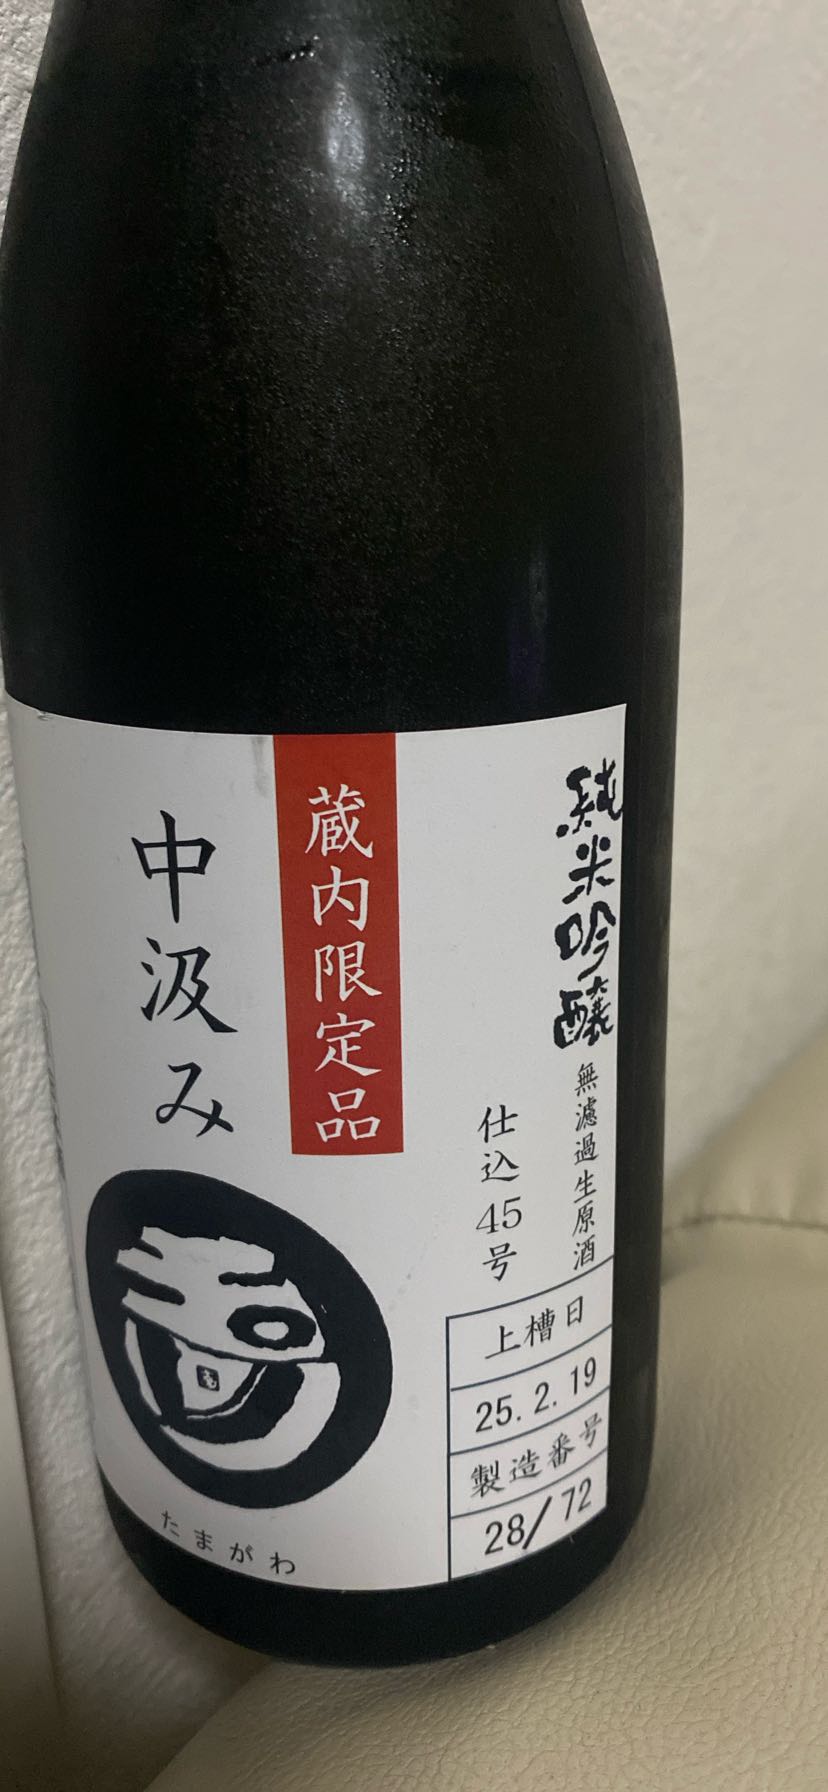 純米吟醸
無濾過生原酒
仕込45号
蔵内限定品
中汲み
たまがわ
上槽日
25.2.19
製造番号
28/72